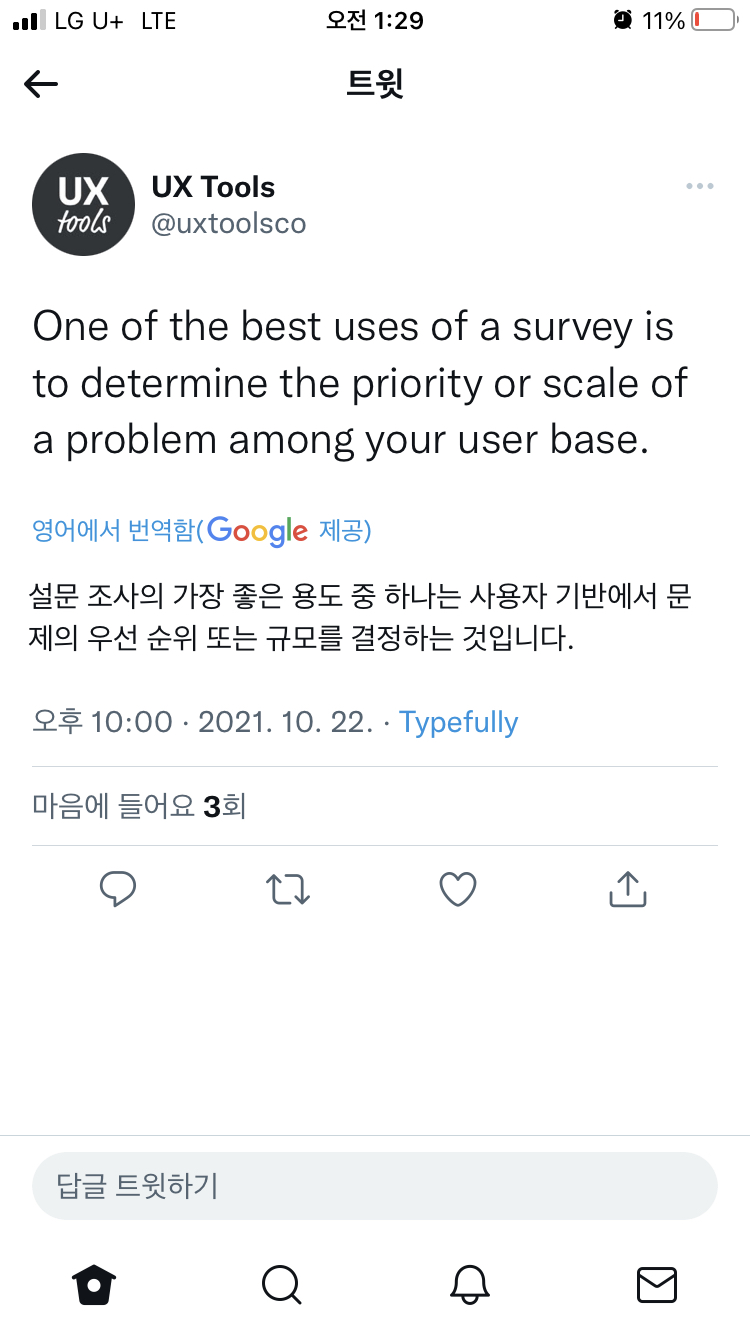 LG U+ LTE 오전 1:29 11%
트윗
UX tools
UX Tools
@uxtoolsco
One of the best uses of a survey is
to determine the priority or scale of
a problem among your user base.
영어에서 번역함(Google 제공)
설문 조사의 가장 좋은 용도 중 하나는 사용자 기반에서 문
제의 우선 순위 또는 규모를 결정하는 것입니다.
오후 10:00 · 2021. 10. 22. · Typefully
마음에 들어요 3회
답글 트윗하기